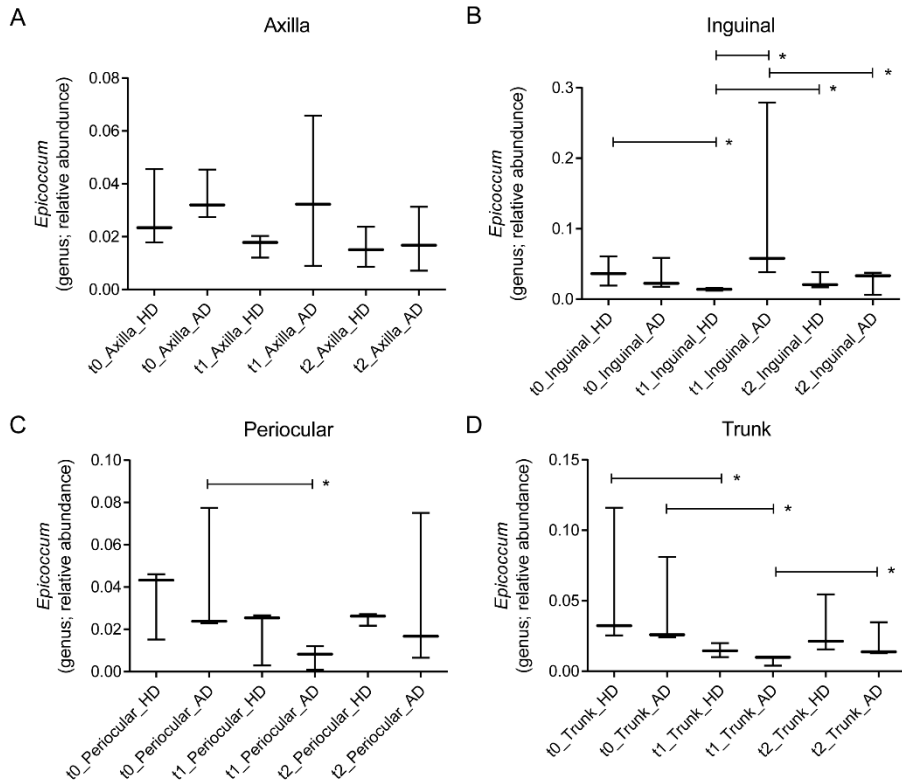 A
Axilla
Epicoccum
(genus; relative abundance)
0.08
0.06
0.04
0.02
0.00
t0_Axilla_HD
t0_Axilla_AD
t1_Axilla_HD
t1_Axilla_AD
t2_Axilla_HD
t2_Axilla_AD
B
Inguinal
Epicoccum
(genus; relative abundance)
0.3
0.2
0.1
0.0
*
*
*
*
t0_Inguinal_HD
t0_Inguinal_AD
t1_Inguinal_HD
t1_Inguinal_AD
t2_Inguinal_HD
t2_Inguinal_AD
C
Periocular
Epicoccum
(genus; relative abundance)
0.10
0.08
0.06
0.04
0.02
0.00
*
t0_Periocular_HD
t0_Periocular_AD
t1_Periocular_HD
t1_Periocular_AD
t2_Periocular_HD
t2_Periocular_AD
D
Trunk
Epicoccum
(genus; relative abundance)
0.15
0.10
0.05
0.00
*
*
*
t0_Trunk_HD
t0_Trunk_AD
t1_Trunk_HD
t1_Trunk_AD
t2_Trunk_HD
t2_Trunk_AD